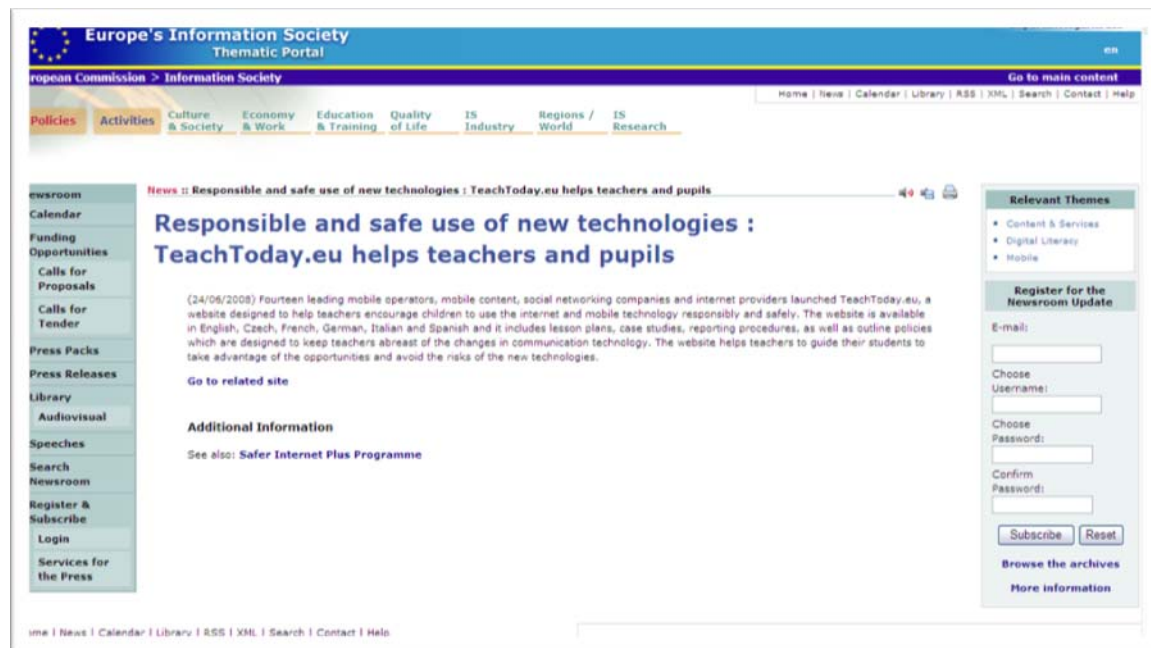 Europe's Information Society
Thematic Portal
en
ropean Commission > Information Society
Go to main content
Home | News | Calendar | Library | RSS | XML | Search | Contact | Help
Policies
Activities
Culture & Society
Economy & Work
Education & Training
Quality of Life
IS Industry
Regions / World
IS Research
ewsroom
Calendar
Funding
Opportunities
Calls for
Proposals
Calls for
Tender
Press Packs
Press Releases
Library
Audiovisual
Speeches
Search
Newsroom
Register &
Subscribe
Login
Services for
the Press
News :: Responsible and safe use of new technologies : TeachToday.eu helps teachers and pupils
Responsible and safe use of new technologies :
TeachToday.eu helps teachers and pupils
(24/06/2008) Fourteen leading mobile operators, mobile content, social networking companies and internet providers launched TeachToday.eu, a
website designed to help teachers encourage children to use the internet and mobile technology responsibly and safely. The website is available
in English, Czech, French, German, Italian and Spanish and it includes lesson plans, case studies, reporting procedures, as well as outline policies
which are designed to keep teachers abreast of the changes in communication technology. The website helps teachers to guide their students to
take advantage of the opportunities and avoid the risks of the new technologies.
Go to related site
Additional Information
See also: Safer Internet Plus Programme
Relevant Themes
Content & Services
Digital Literacy
Mobile
Register for the
Newsroom Update
E-mail:
Choose
Username:
Choose
Password:
Confirm
Password:
Subscribe
Reset
Browse the archives
More information
ome | News | Calendar | Library | RSS | XML | Search | Contact | Help